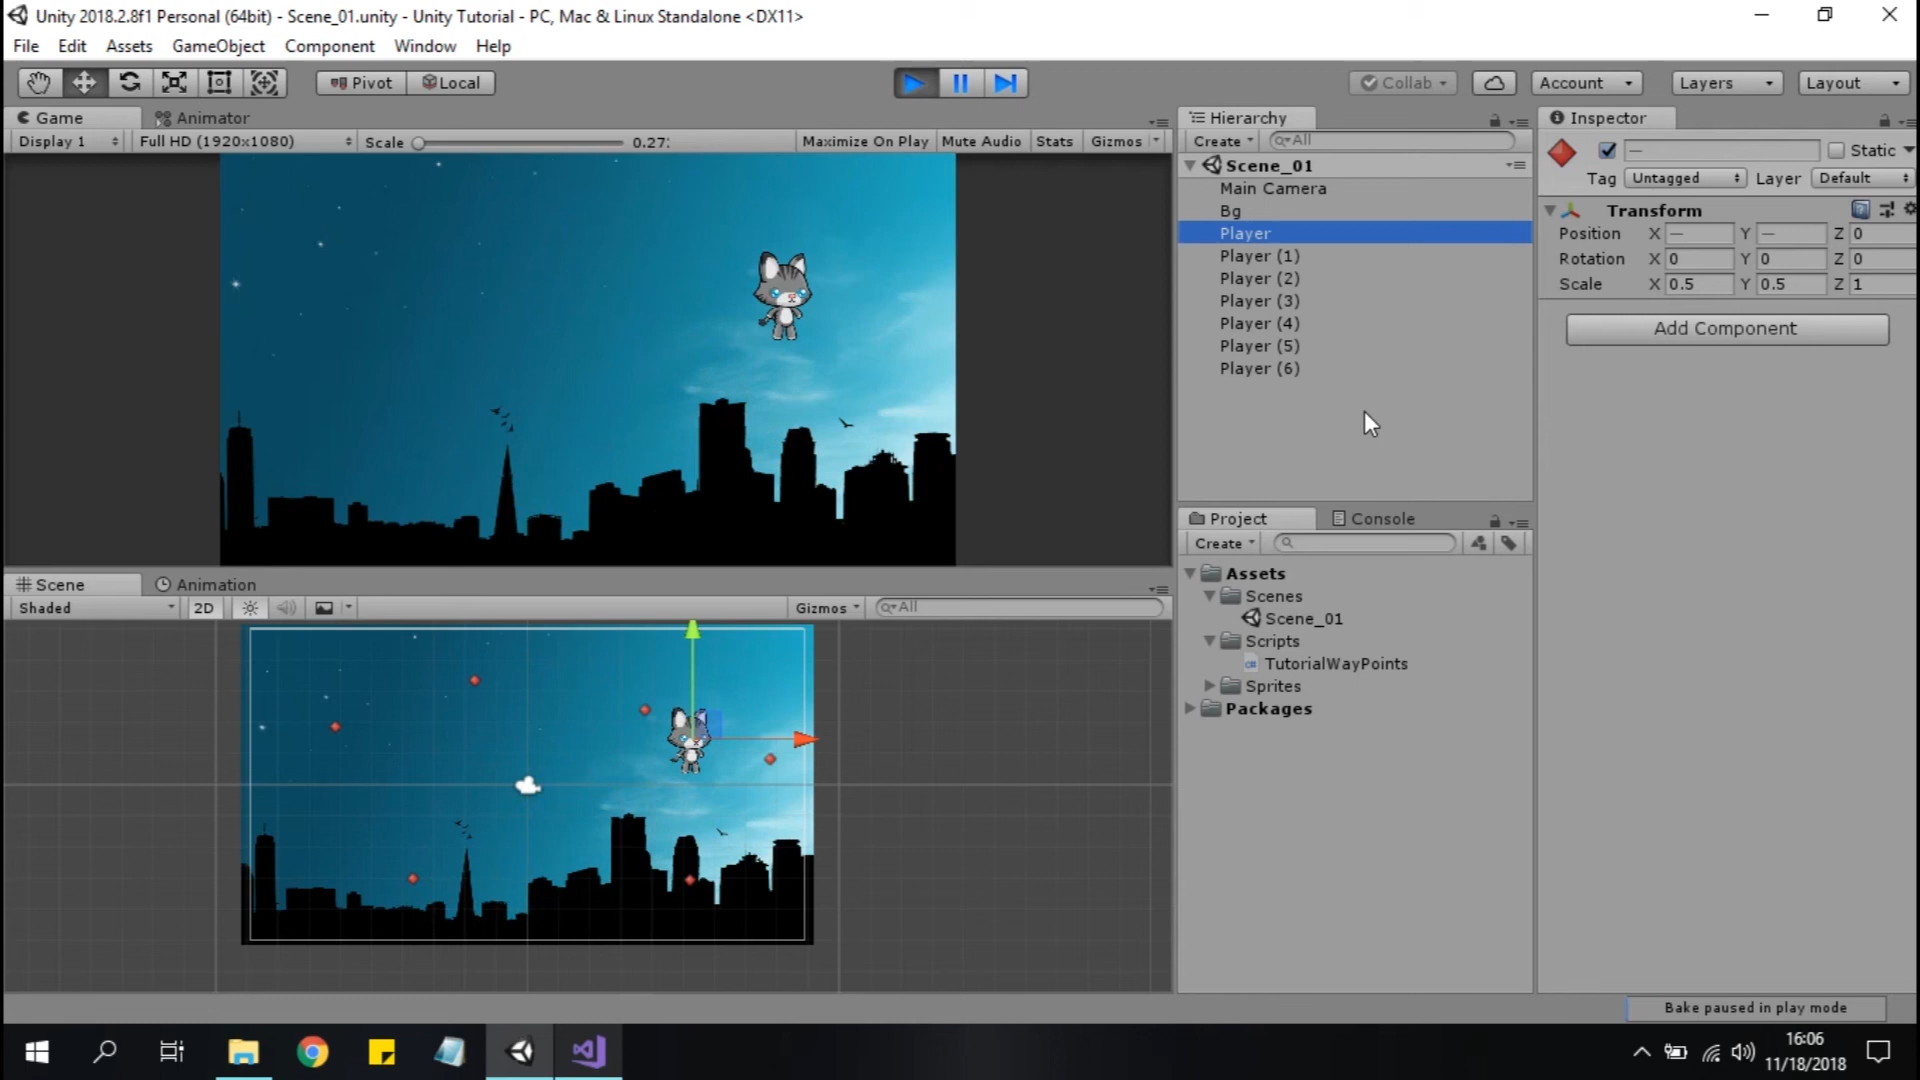 Unity 2018.2.8f1 Personal (64bit) - Scene_01.unity - Unity Tutorial - PC, Mac & Linux Standalone <DX11>
File Edit Assets GameObject Component Window Help
Pivot Local Collab Account Layers Layout
Game Animator
Display 1 Full HD (1920x1080) Scale 0.27: Maximize On Play Mute Audio Stats Gizmos
Hierarchy
Create All
Scene_01
Main Camera
Bg
Player
Player (1)
Player (2)
Player (3)
Player (4)
Player (5)
Player (6)
Inspector
— Static
Tag Untagged Layer Default
Transform
Position X — Y — Z 0
Rotation X 0 Y 0 Z 0
Scale X 0.5 Y 0.5 Z 1
Add Component
Project Console
Create
Assets
Scenes
Scene_01
Scripts
TutorialWayPoints
Sprites
Packages
Scene Animation
Shaded 2D Gizmos All
Bake paused in play mode
16:06
11/18/2018